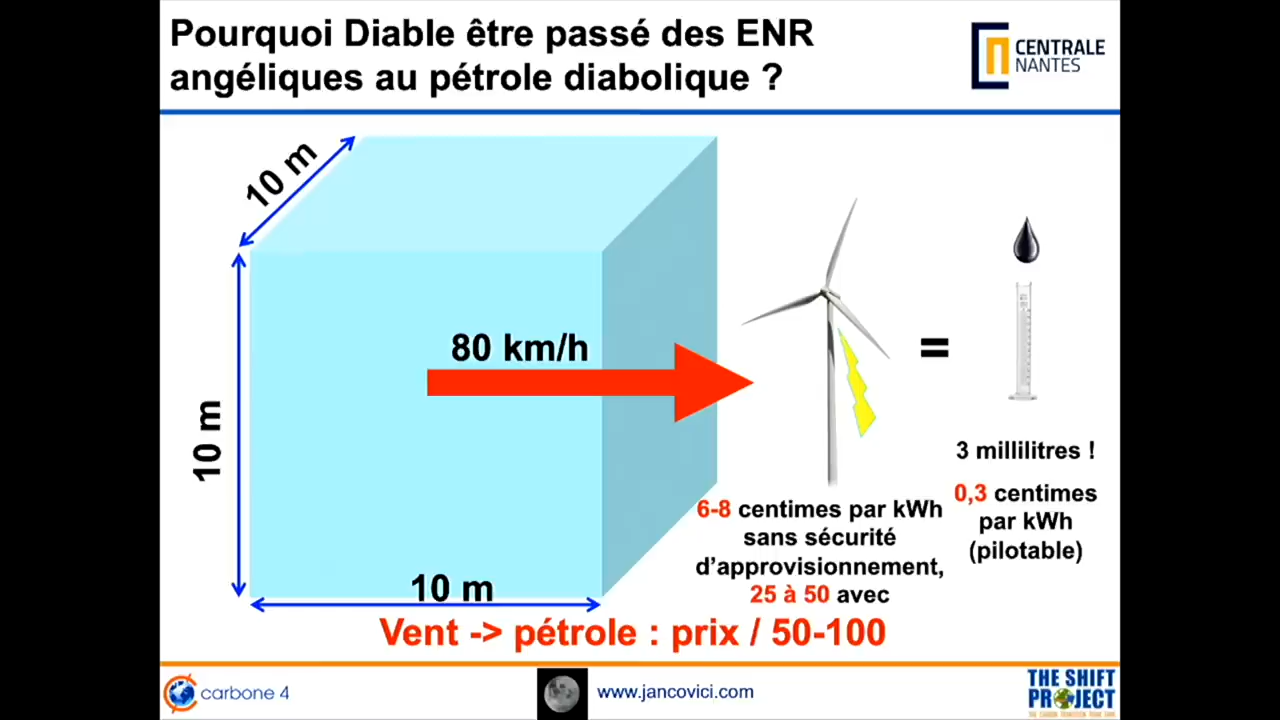 Pourquoi Diable être passé des ENR
angéliques au pétrole diabolique ?
CENTRALE
NANTES
10 m
80 km/h
10 m
10 m
=
3 millilitres !
0,3 centimes
par kWh
(pilotable)
6-8 centimes par kWh
sans sécurité
d’approvisionnement,
25 à 50 avec
Vent -> pétrole : prix / 50-100
carbone 4
www.jancovici.com
THE SHIFT
PROJECT